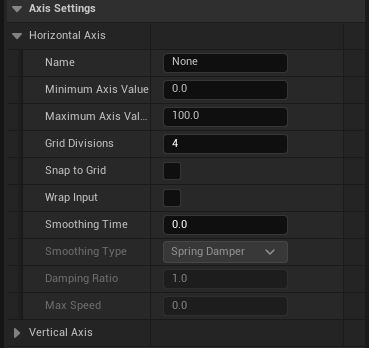 Axis Settings
Horizontal Axis
Name None
Minimum Axis Value 0.0
Maximum Axis Val... 100.0
Grid Divisions 4
Snap to Grid
Wrap Input
Smoothing Time 0.0
Smoothing Type Spring Damper
Damping Ratio 1.0
Max Speed 0.0
Vertical Axis